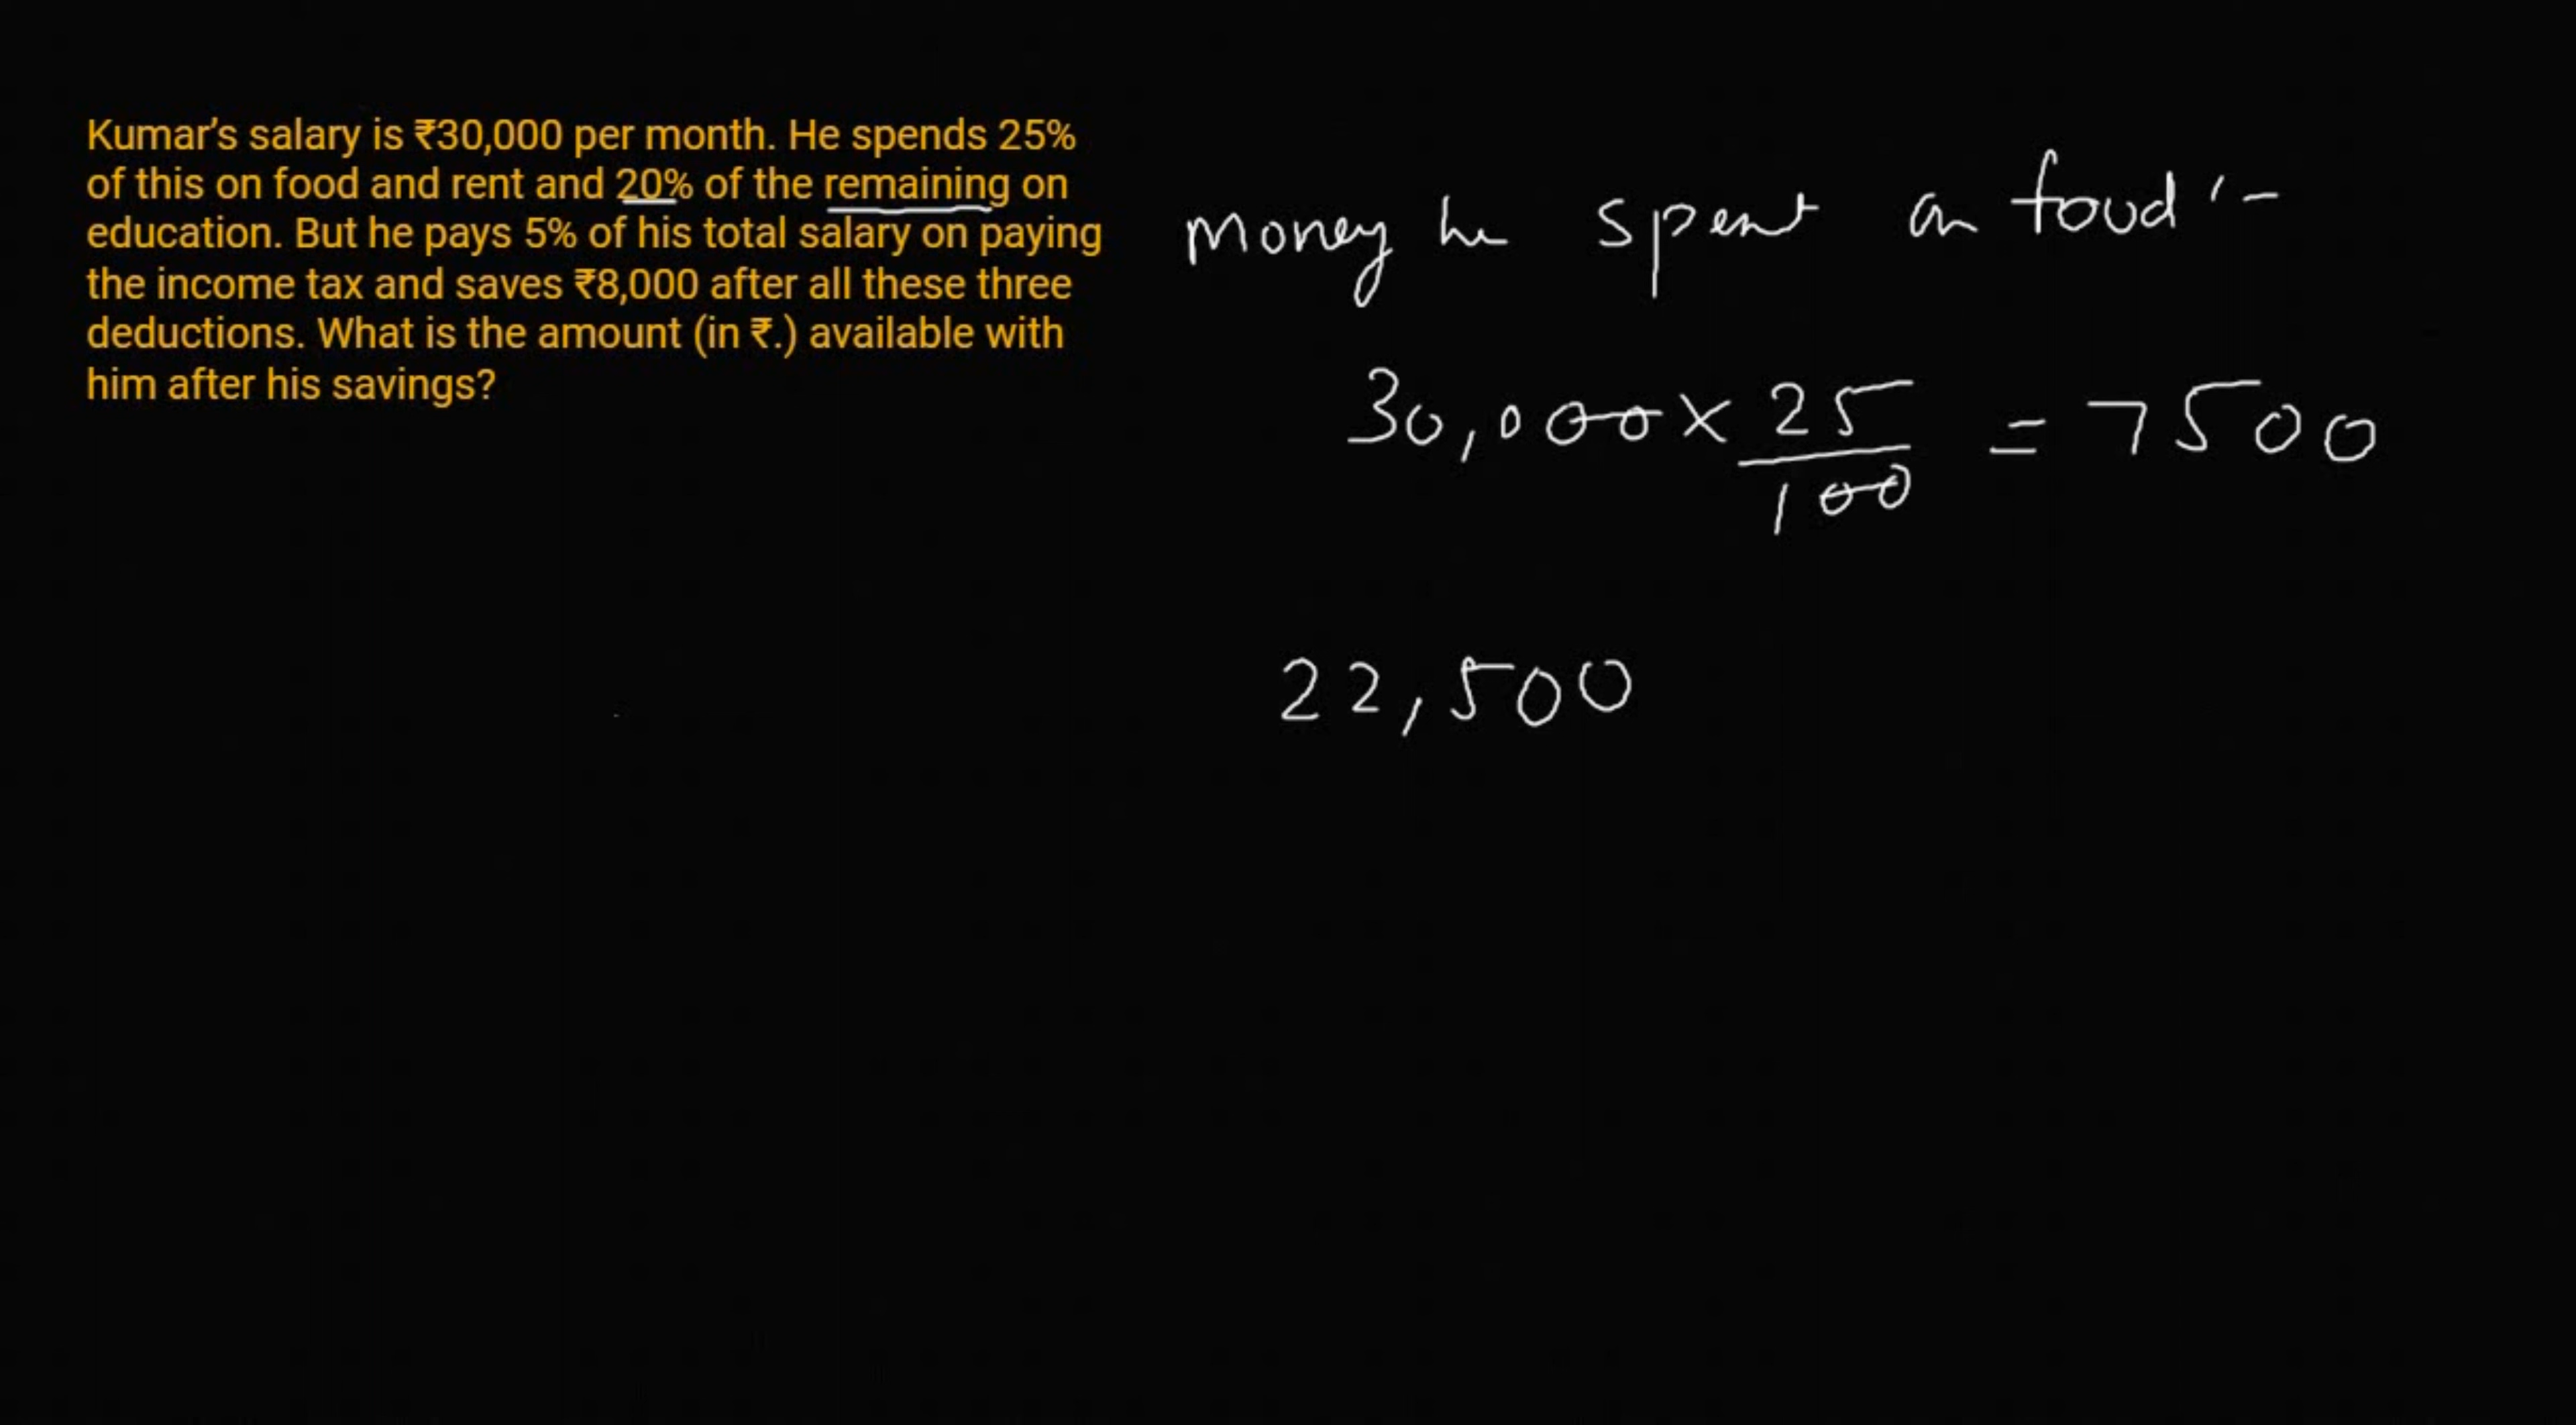 Kumar's salary is ₹30,000 per month. He spends 25%
of this on food and rent and 20% of the remaining on
education. But he pays 5% of his total salary on paying
the income tax and saves ₹8,000 after all these three
deductions. What is the amount (in ₹.) available with
him after his savings?
Money he spent on food :-
30,000 × 25/100 = 7500
22,500